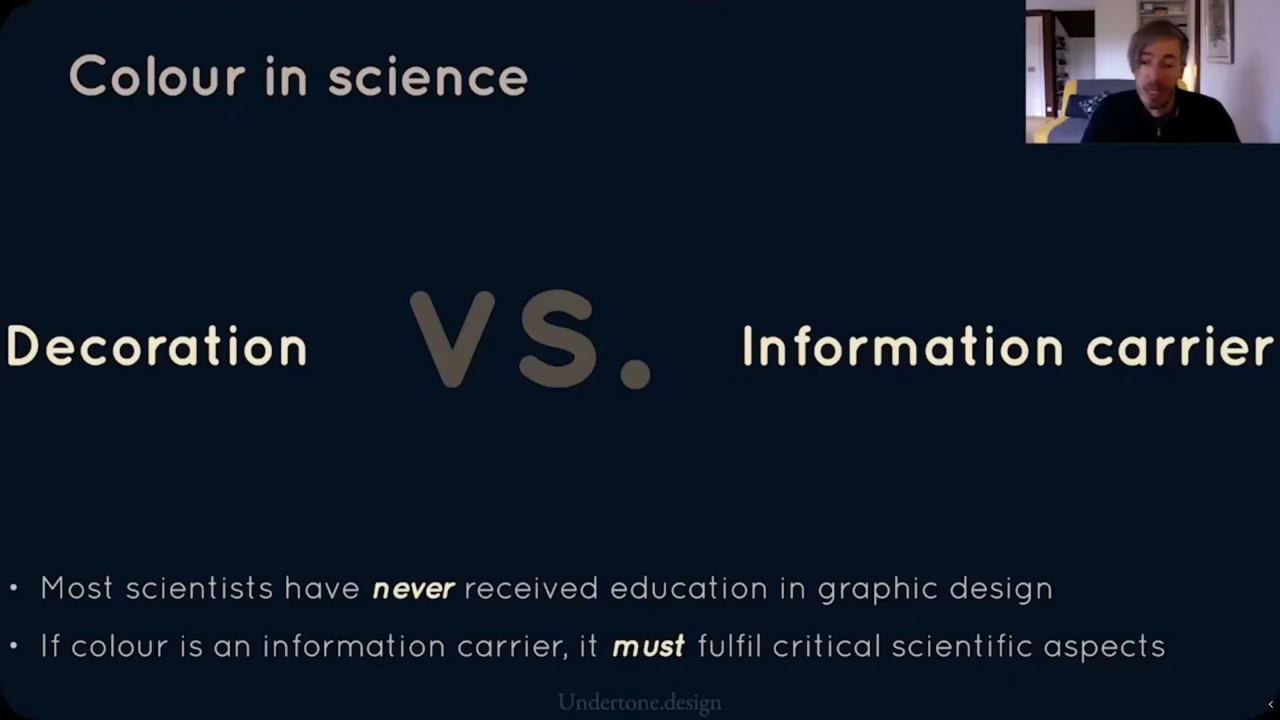 Colour in science
Decoration vs. Information carrier
• Most scientists have never received education in graphic design
• If colour is an information carrier, it must fulfil critical scientific aspects
Undertone.design